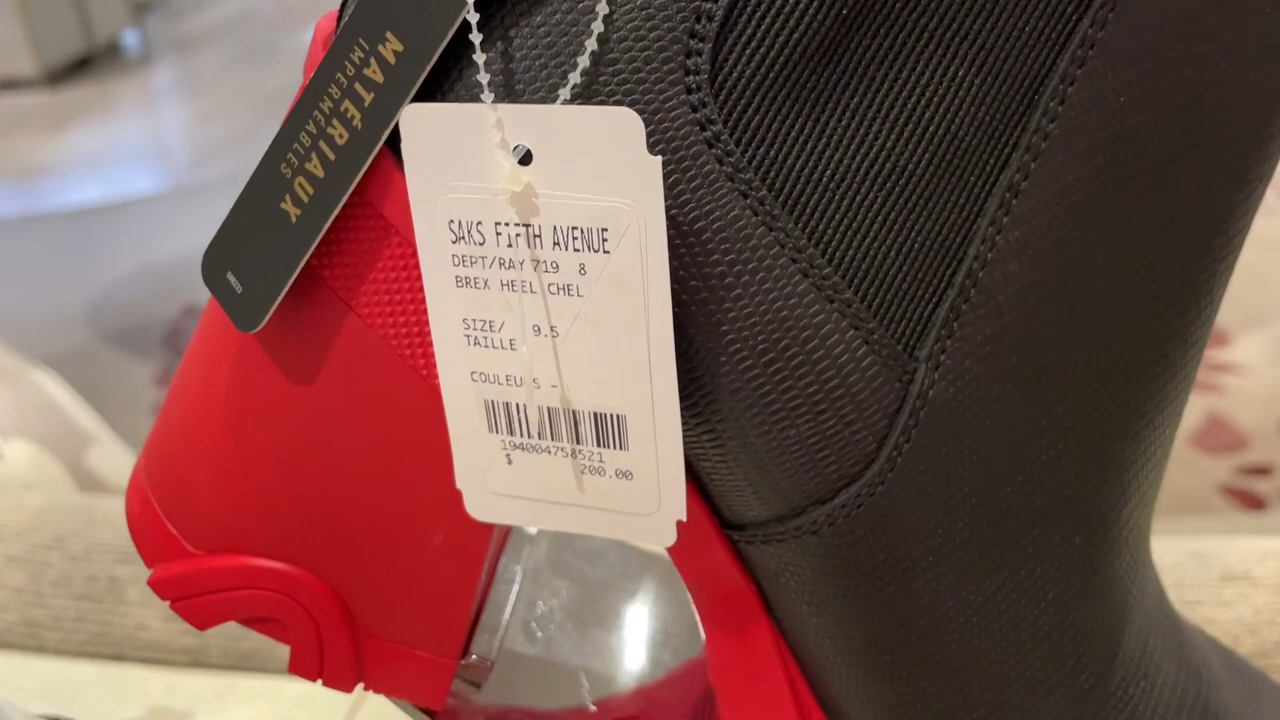 MATÉRIAUX
IMPERMÉABLES
SAKS FIFTH AVENUE
DEPT/RAY 719 8
BREX HEEL CHEL
SIZE/ 9.5
TAILLE
COULEURS -
194004758521
$ 200.00